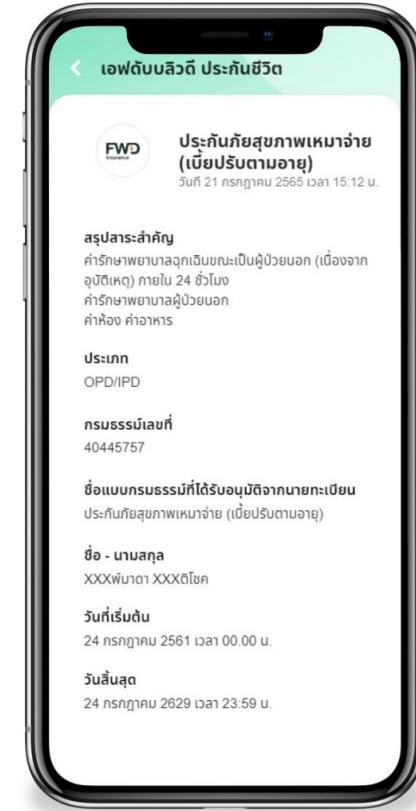 เอฟดับบลิวดี ประกันชีวิต
FWD
insurance
ประกันภัยสุขภาพเหมาจ่าย
(เบี้ยปรับตามอายุ)
วันที่ 21 กรกฎาคม 2565 เวลา 15:12 น.
สรุปสาระสำคัญ
ค่ารักษาพยาบาลฉุกเฉินขณะเป็นผู้ป่วยนอก (เนื่องจาก
อุบัติเหตุ) ภายใน 24 ชั่วโมง
ค่ารักษาพยาบาลผู้ป่วยนอก
ค่าห้อง ค่าอาหาร
ประเภท
OPD/IPD
กรมธรรม์เลขที่
40445757
ชื่อแบบกรมธรรม์ที่ได้รับอนุมัติจากนายทะเบียน
ประกันภัยสุขภาพเหมาจ่าย (เบี้ยปรับตามอายุ)
ชื่อ - นามสกุล
XXXพ์มาดา XXXติโชค
วันที่เริ่มต้น
24 กรกฎาคม 2561 เวลา 00.00 น.
วันสิ้นสุด
24 กรกฎาคม 2629 เวลา 23:59 น.